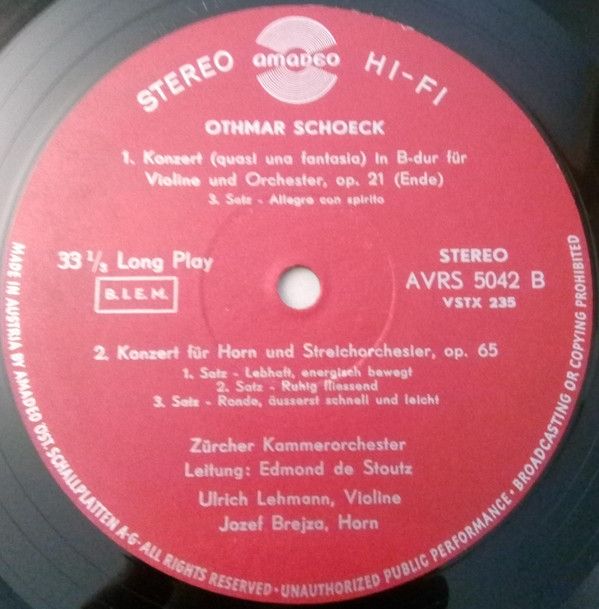 STEREO amadeo HI-FI
OTHMAR SCHOECK
1. Konzert (quasi una fantasia) in B-dur für
Violine und Orchester, op. 21 (Ende)
3. Satz - Allegro con spirito
33 1/3 Long Play
B.I.E.M.
STEREO
AVRS 5042 B
VSTX 235
2. Konzert für Horn und Streichorchester, op. 65
1. Satz - Lebhaft, energisch bewegt
2. Satz - Ruhig fliessend
3. Satz - Rondo, äusserst schnell und leicht
Zürcher Kammerorchester
Leitung: Edmond de Stoutz
Ulrich Lehmann, Violine
Jozef Brejza, Horn
MADE IN AUSTRIA BY AMADEO ÖST. SCHALLPLATTEN A-G - ALL RIGHTS RESERVED · UNAUTHORIZED PUBLIC PERFORMANCE · BROADCASTING OR COPYING PROHIBITED